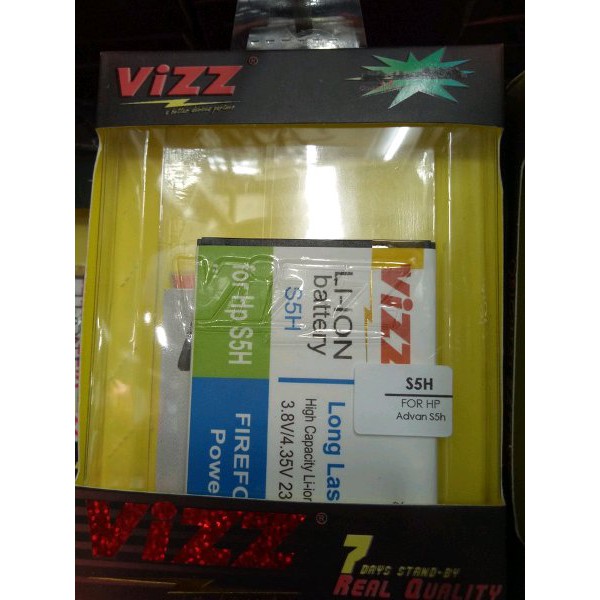 ViZZ®
ViZZ
LI-ION
battery
S5H
for Hp S5H
Long Las
High Capacity Li-ion
3.8V/4.35V 23
FIREFO
Powe
S5H
FOR HP
Advan S5h
ViZZ®
7
DAYS STAND-BY
REAL QUALITY